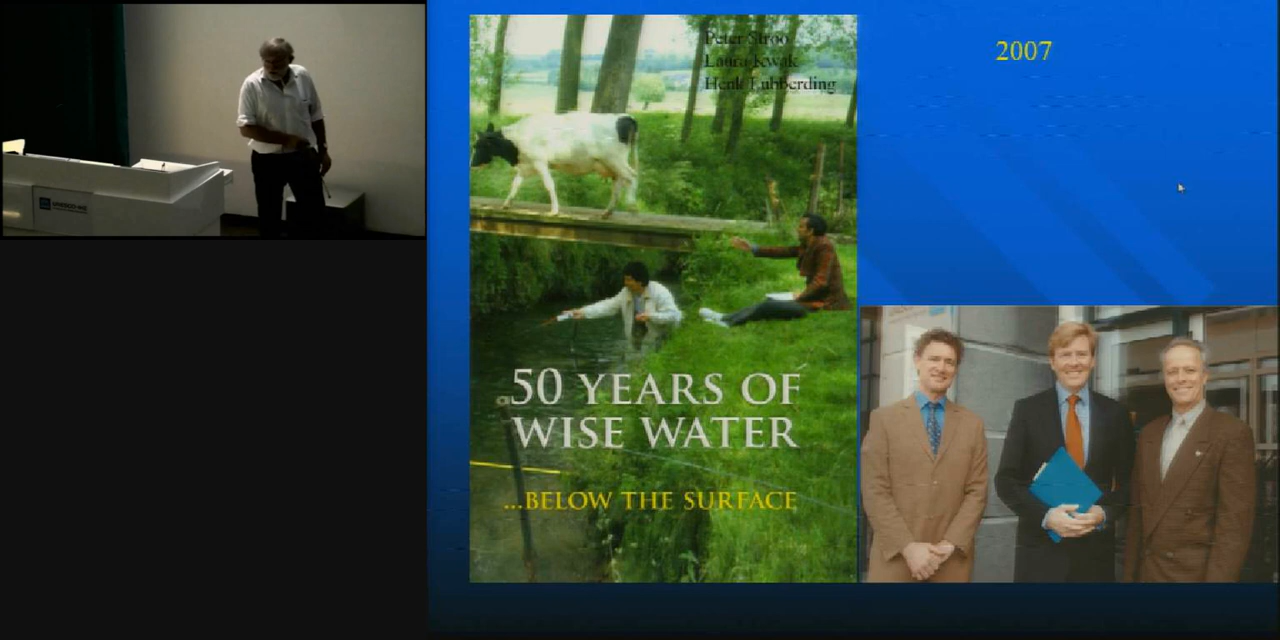 Peter Stroo
Laura Kwak
Henk Lubberding
2007
50 YEARS OF
WISE WATER
...BELOW THE SURFACE